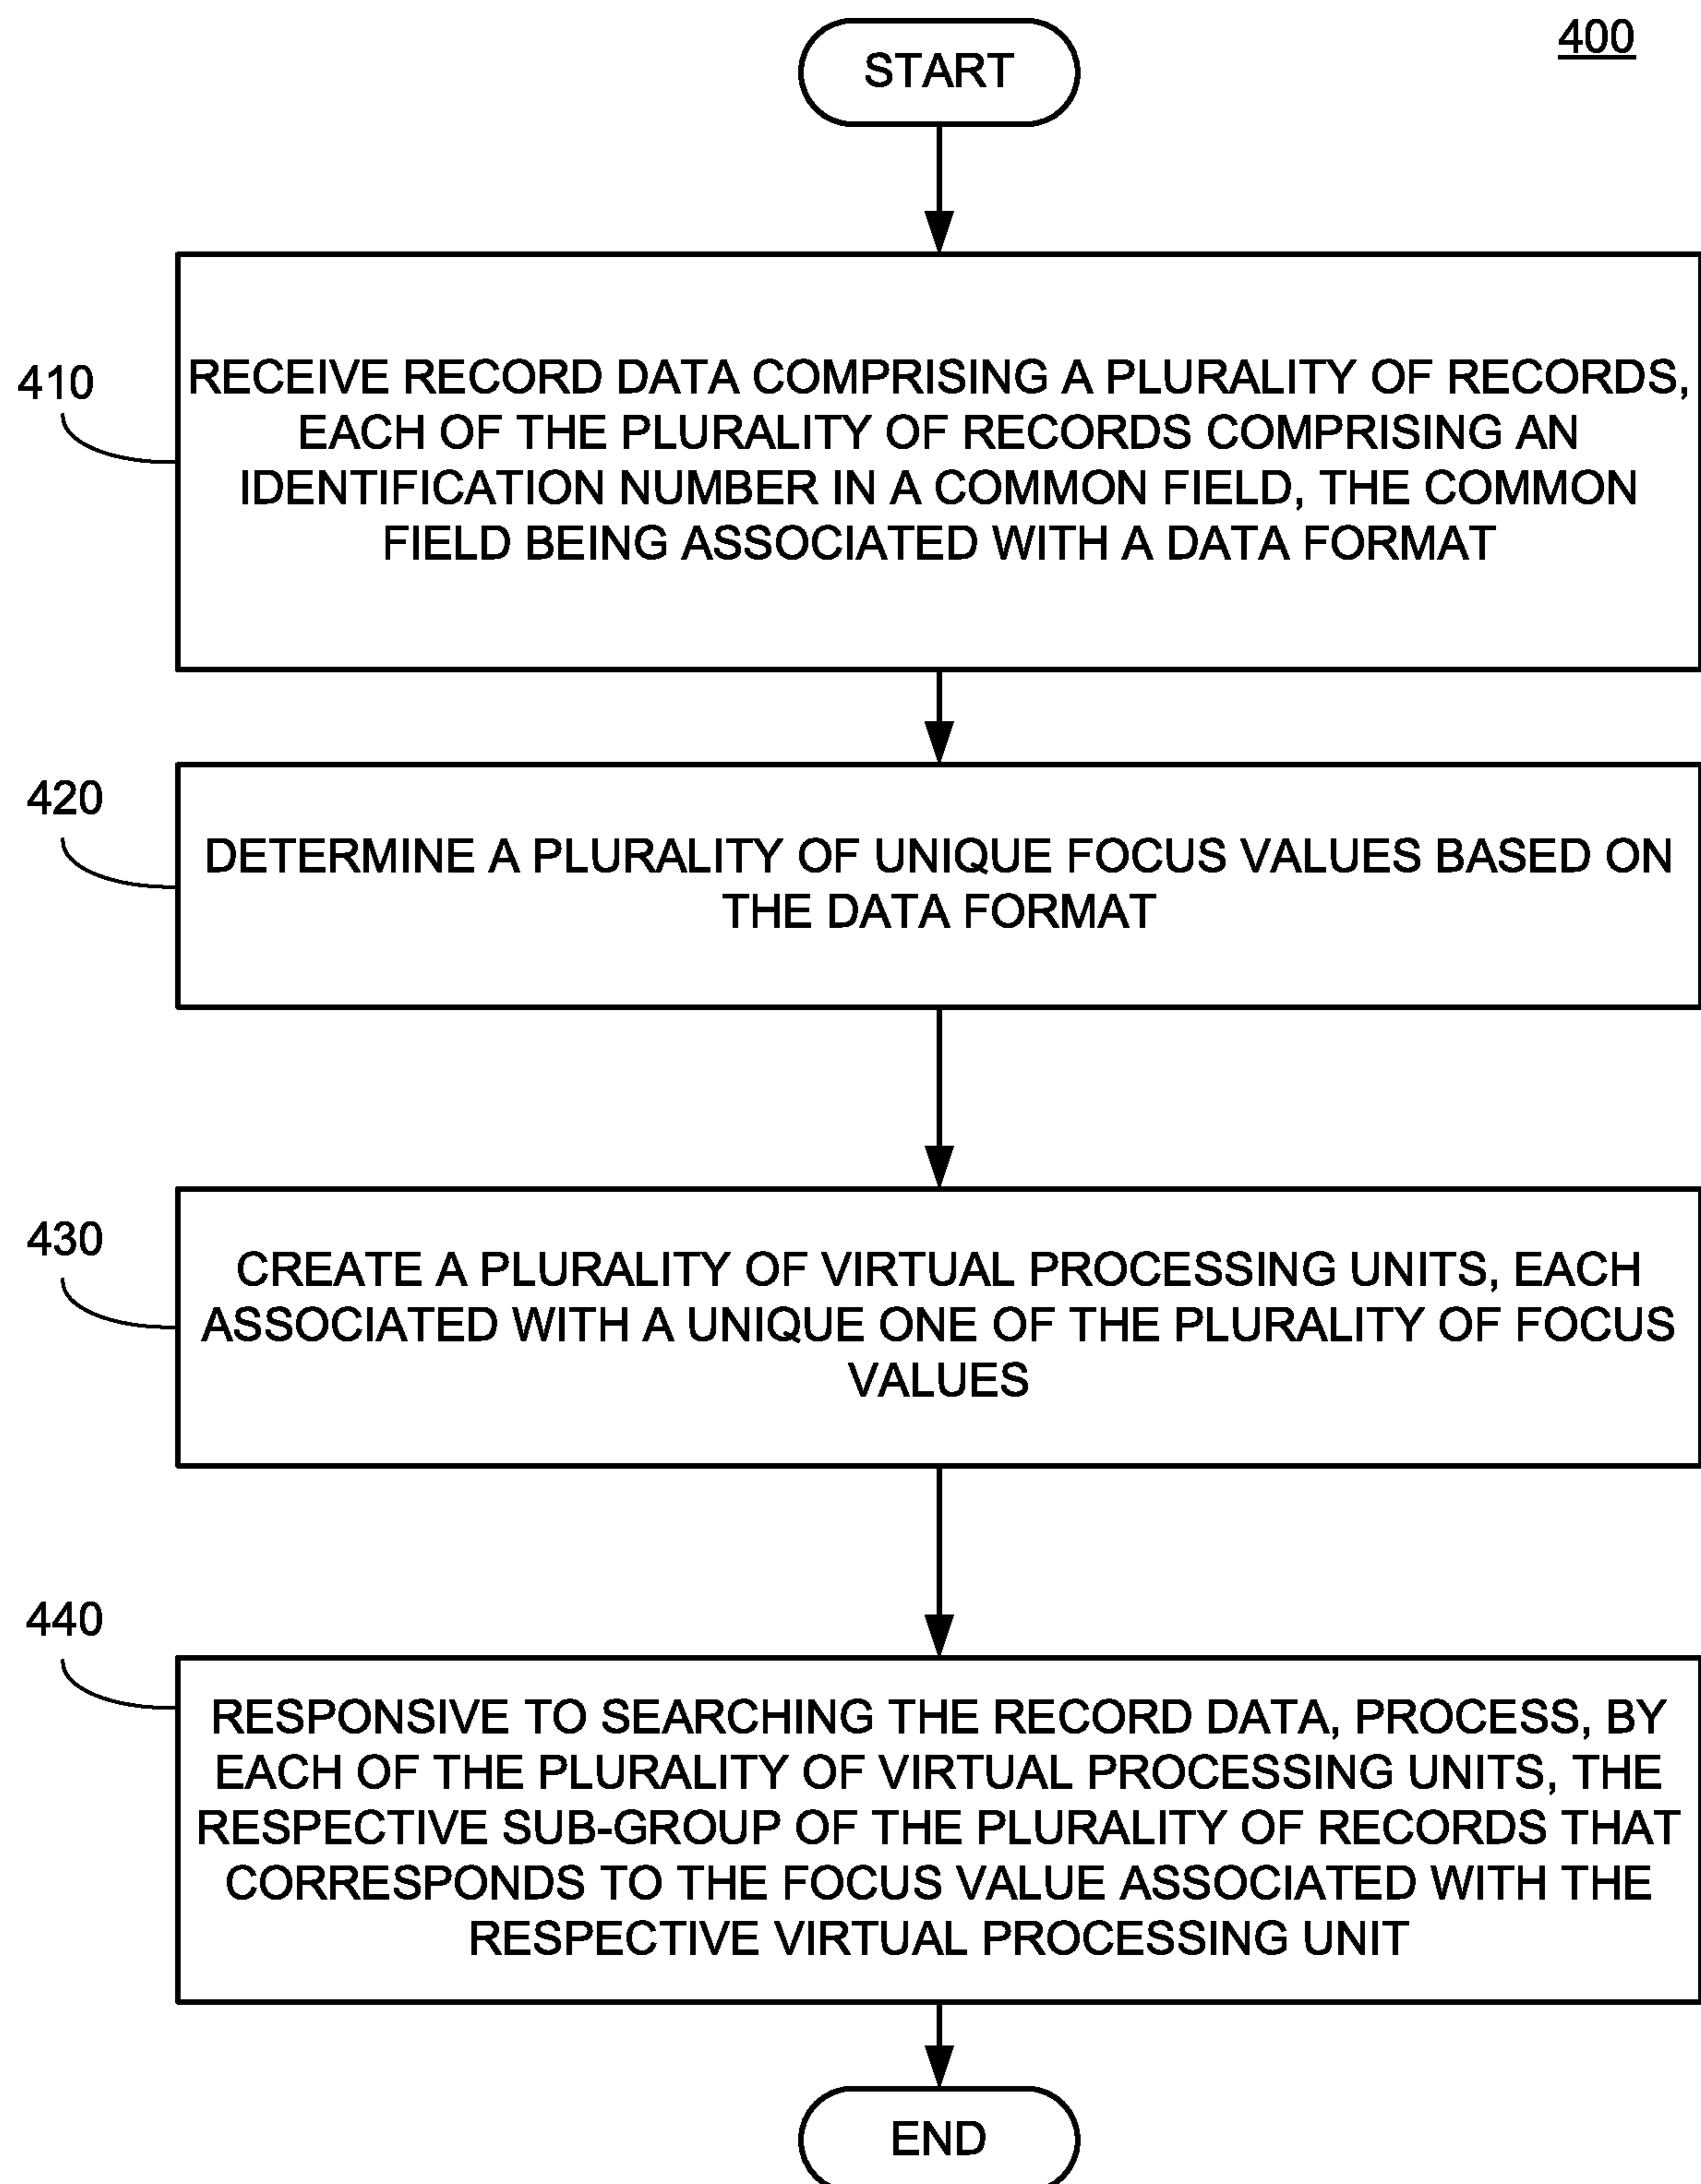 400
START
410
RECEIVE RECORD DATA COMPRISING A PLURALITY OF RECORDS,
EACH OF THE PLURALITY OF RECORDS COMPRISING AN
IDENTIFICATION NUMBER IN A COMMON FIELD, THE COMMON
FIELD BEING ASSOCIATED WITH A DATA FORMAT
420
DETERMINE A PLURALITY OF UNIQUE FOCUS VALUES BASED ON
THE DATA FORMAT
430
CREATE A PLURALITY OF VIRTUAL PROCESSING UNITS, EACH
ASSOCIATED WITH A UNIQUE ONE OF THE PLURALITY OF FOCUS
VALUES
440
RESPONSIVE TO SEARCHING THE RECORD DATA, PROCESS, BY
EACH OF THE PLURALITY OF VIRTUAL PROCESSING UNITS, THE
RESPECTIVE SUB-GROUP OF THE PLURALITY OF RECORDS THAT
CORRESPONDS TO THE FOCUS VALUE ASSOCIATED WITH THE
RESPECTIVE VIRTUAL PROCESSING UNIT
END